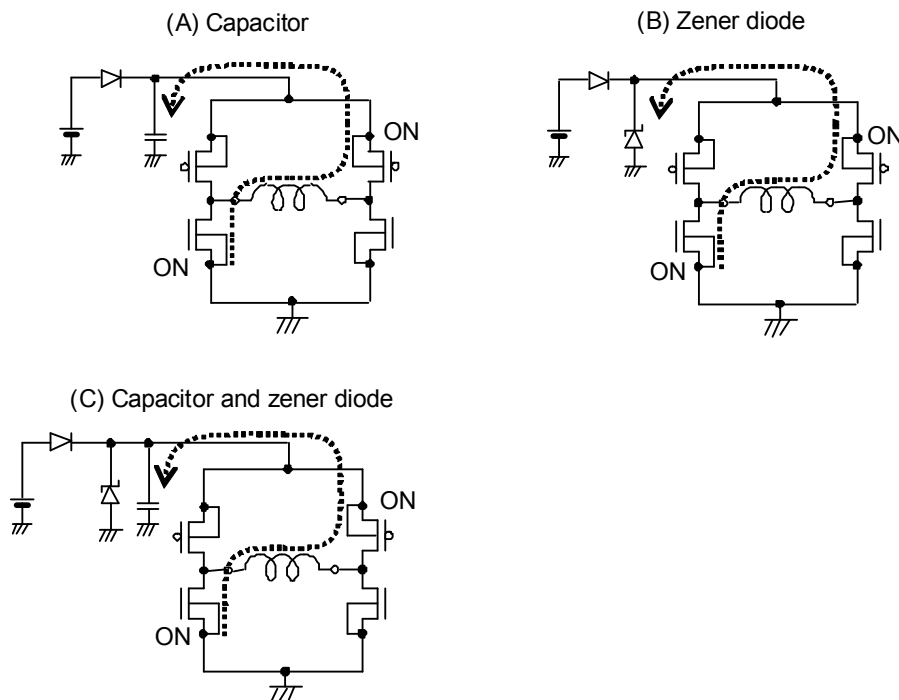 (A) Capacitor
ON
ON
(B) Zener diode
ON
ON
(C) Capacitor and zener diode
ON
ON